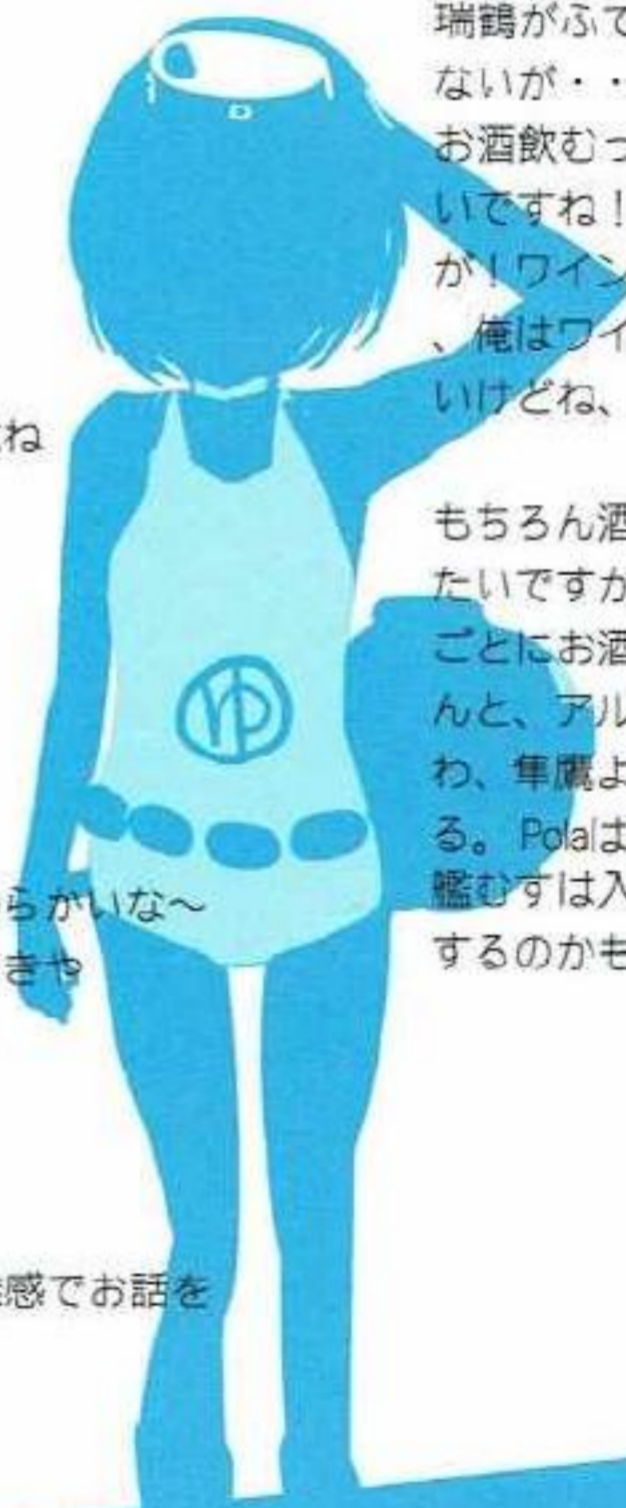 瑞鶴がふて
ないが・・
お酒飲むっ
いですね！
が！ワイン
、俺はワイ
いけどね、
もちろん酒
たいですか
ごとにお酒
んと、アル
わ、隼鷹よ
る。Polaは
艦むすは入
するのかも
ね
らかいな～
きや
感でお話を
ゆ